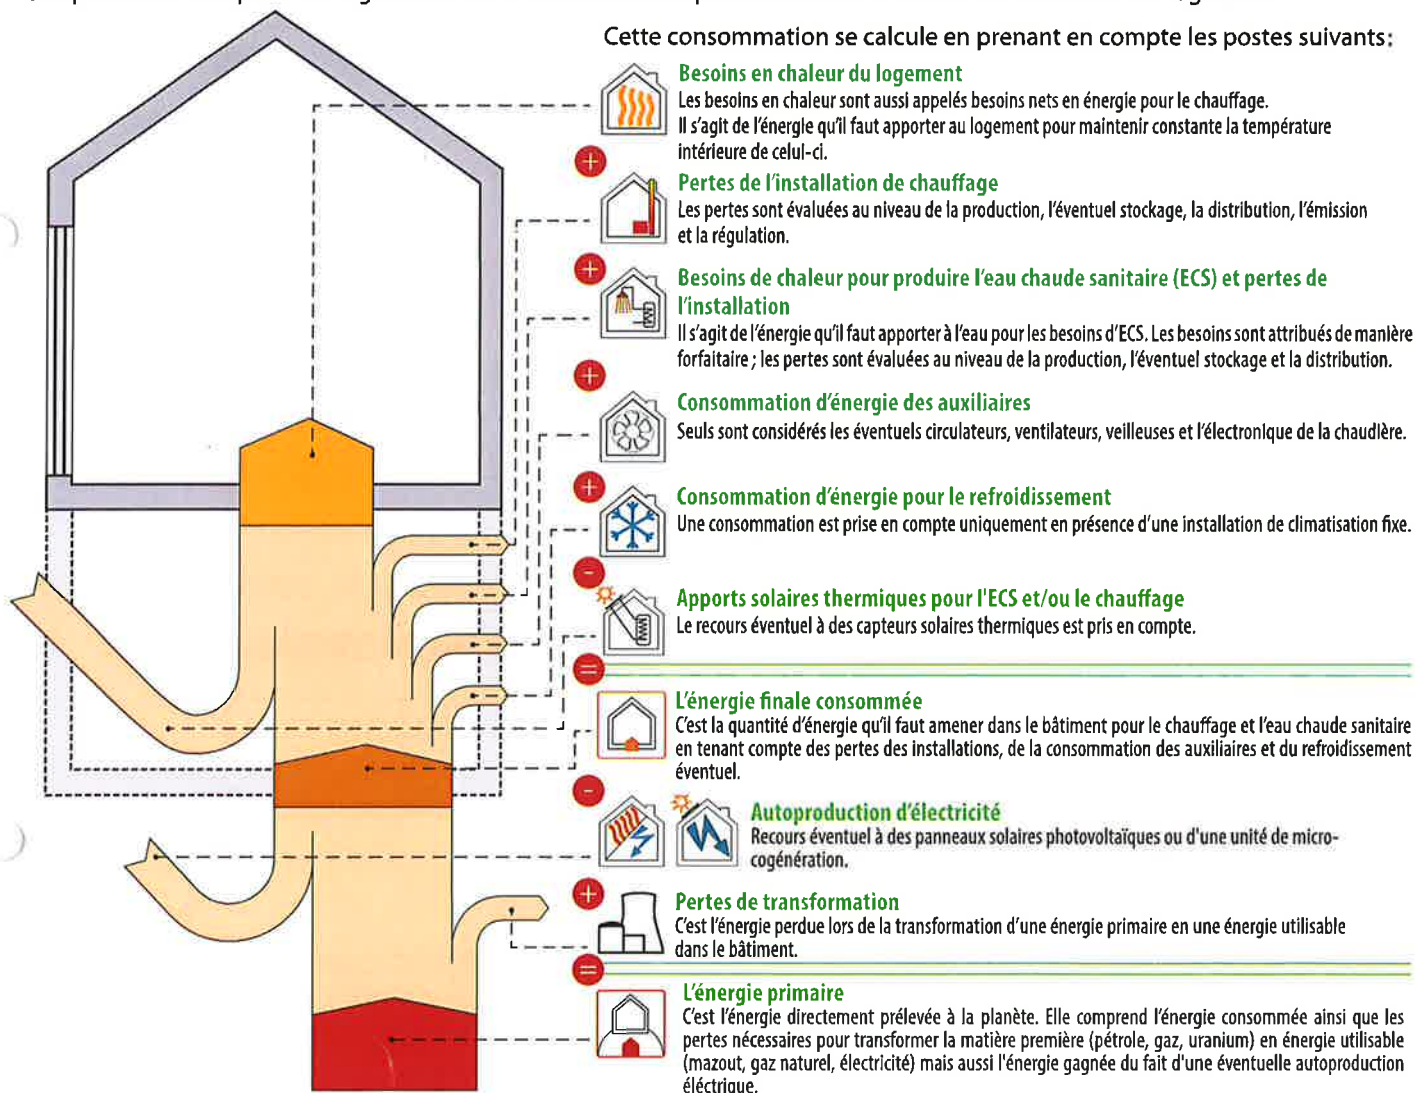 Cette consommation se calcule en prenant en compte les postes suivants:
Besoins en chaleur du logement
Les besoins en chaleur sont aussi appelés besoins nets en énergie pour le chauffage.
Il s'agit de l'énergie qu'il faut apporter au logement pour maintenir constante la température
intérieure de celui-ci.
+
Pertes de l'installation de chauffage
Les pertes sont évaluées au niveau de la production, l'éventuel stockage, la distribution, l'émission
et la régulation.
+
Besoins de chaleur pour produire l'eau chaude sanitaire (ECS) et pertes de
l'installation
Il s'agit de l'énergie qu'il faut apporter à l'eau pour les besoins d'ECS. Les besoins sont attribués de manière
forfaitaire ; les pertes sont évaluées au niveau de la production, l'éventuel stockage et la distribution.
+
Consommation d'énergie des auxiliaires
Seuls sont considérés les éventuels circulateurs, ventilateurs, veilleuses et l'électronique de la chaudière.
+
Consommation d'énergie pour le refroidissement
Une consommation est prise en compte uniquement en présence d'une installation de climatisation fixe.
-
Apports solaires thermiques pour l'ECS et/ou le chauffage
Le recours éventuel à des capteurs solaires thermiques est pris en compte.
=
L'énergie finale consommée
C'est la quantité d'énergie qu'il faut amener dans le bâtiment pour le chauffage et l'eau chaude sanitaire
en tenant compte des pertes des installations, de la consommation des auxiliaires et du refroidissement
éventuel.
-
Autoproduction d'électricité
Recours éventuel à des panneaux solaires photovoltaïques ou d'une unité de micro-
cogénération.
+
Pertes de transformation
C'est l'énergie perdue lors de la transformation d'une énergie primaire en une énergie utilisable
dans le bâtiment.
=
L'énergie primaire
C'est l'énergie directement prélevée à la planète. Elle comprend l'énergie consommée ainsi que les
pertes nécessaires pour transformer la matière première (pétrole, gaz, uranium) en énergie utilisable
(mazout, gaz naturel, électricité) mais aussi l'énergie gagnée du fait d'une éventuelle autoproduction
éléctrique.